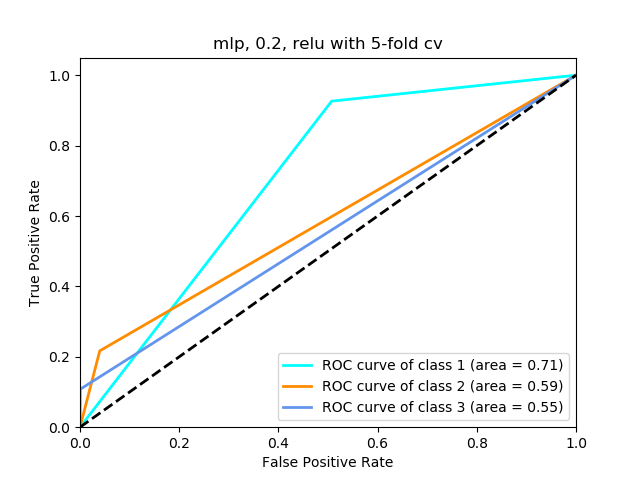 mlp, 0.2, relu with 5-fold cv
True Positive Rate
1.0
0.8
0.6
0.4
0.2
0.0
ROC curve of class 1 (area = 0.71)
ROC curve of class 2 (area = 0.59)
ROC curve of class 3 (area = 0.55)
0.0 0.2 0.4 0.6 0.8 1.0
False Positive Rate